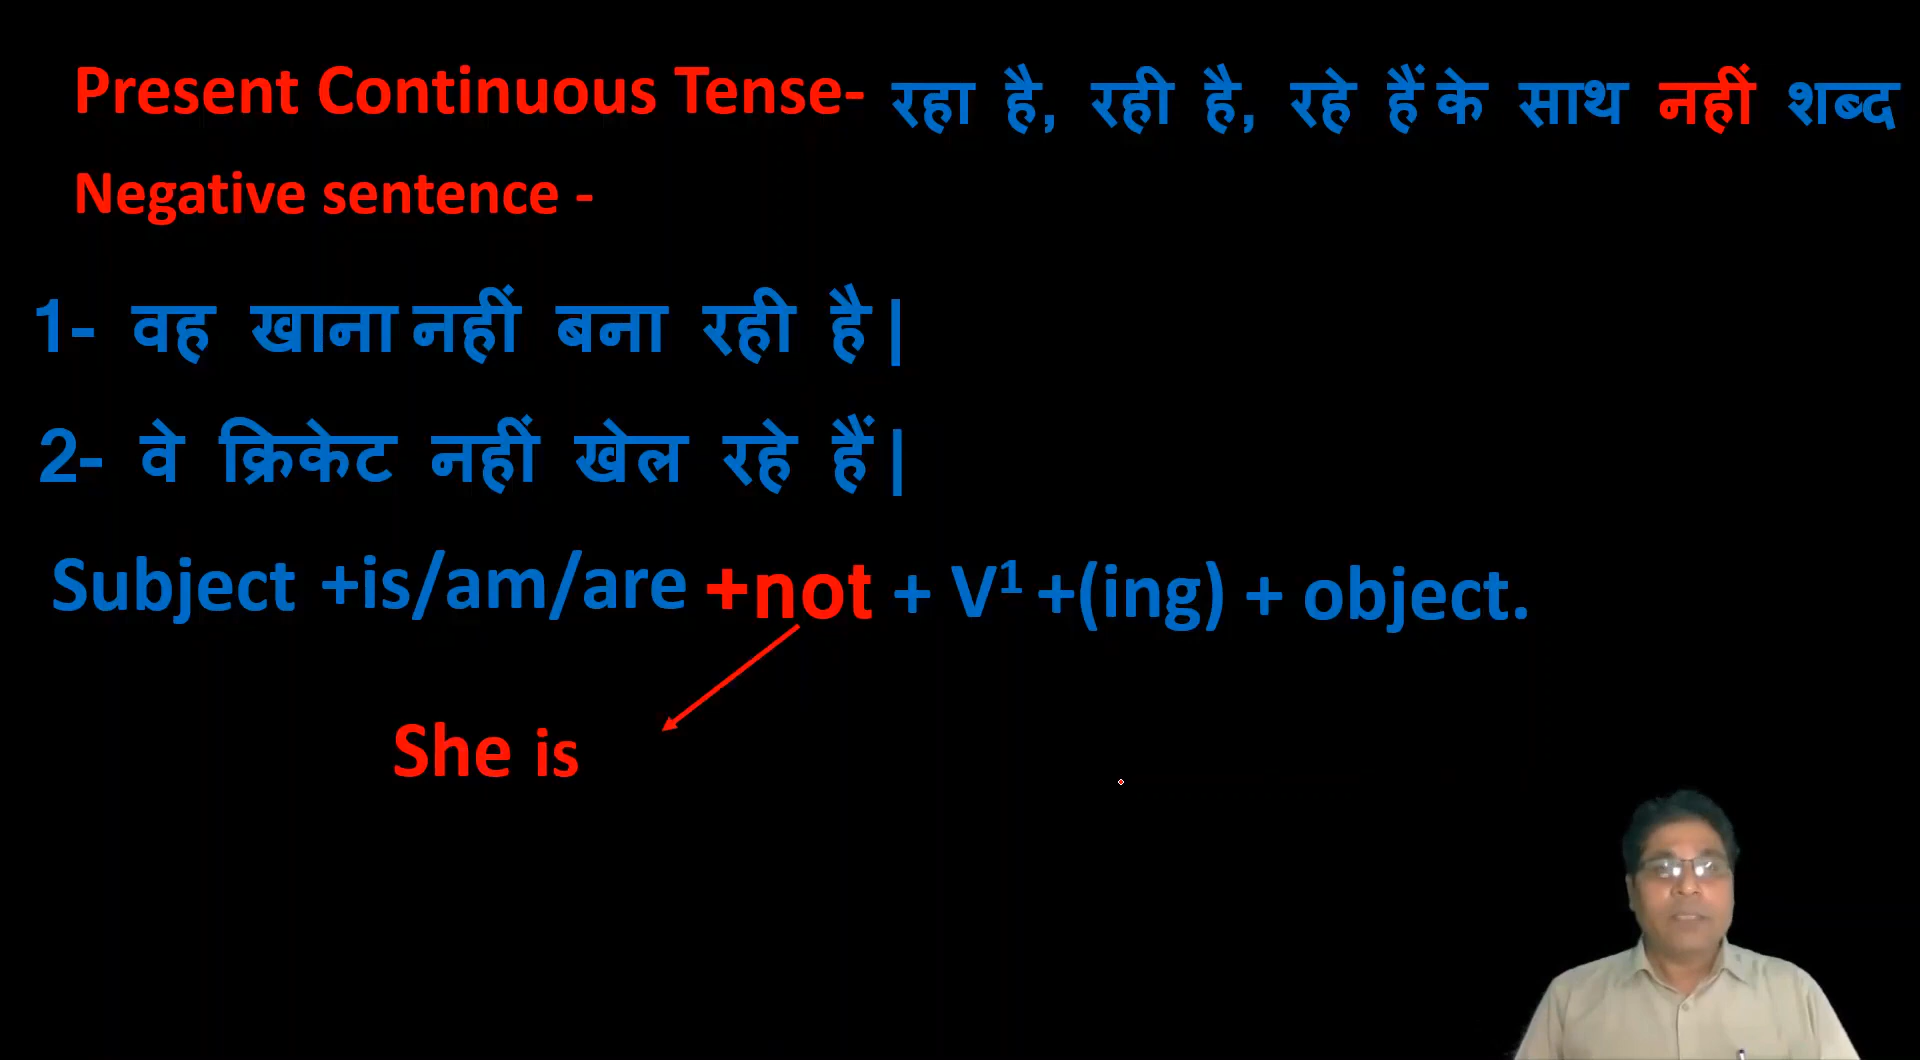 Present Continuous Tense- रहा है, रही है, रहे हैं के साथ नहीं शब्द
Negative sentence -
1- वह खाना नहीं बना रही है|
2- वे क्रिकेट नहीं खेल रहे हैं|
Subject +is/am/are +not + V¹ +(ing) + object.
She is